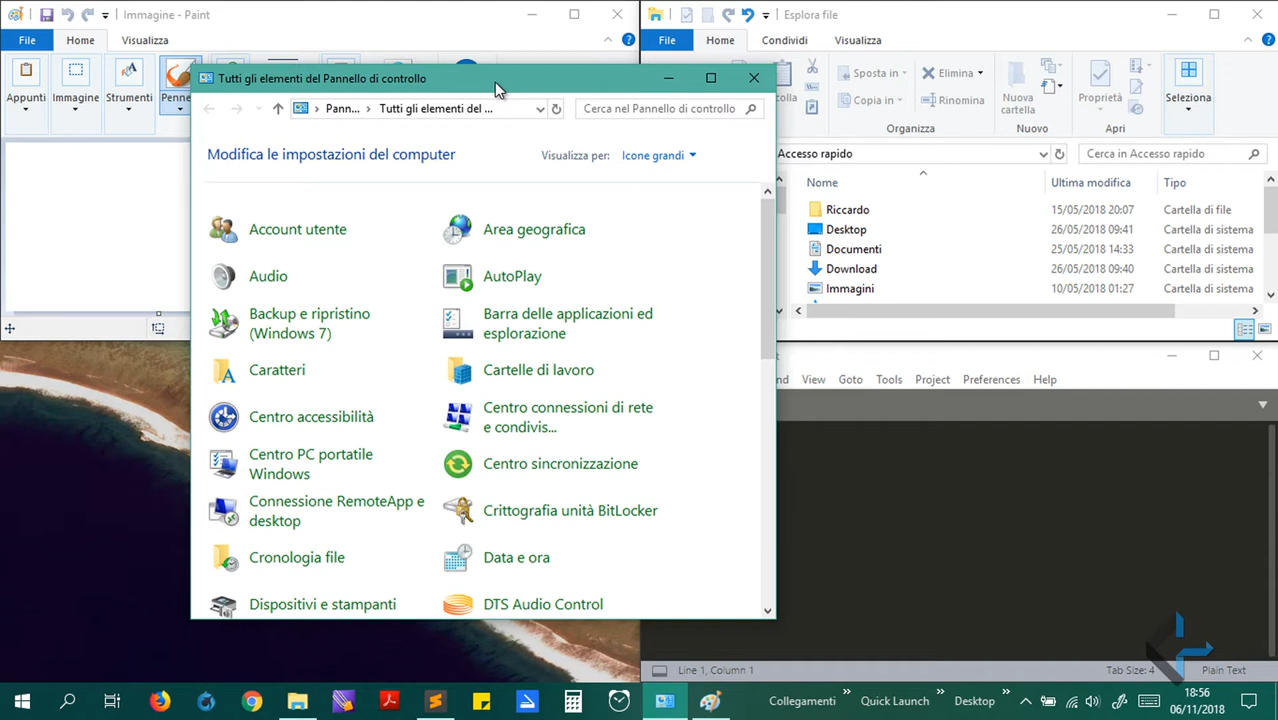 Immagine - Paint
File Home Visualizza
Appunti Immagine Strumenti
Esplora file
File Home Condividi Visualizza
Sposta in Elimina
Copia in Rinomina
Nuova cartella
Proprietà
Seleziona
Organizza Nuovo Apri
Accesso rapido Cerca in Accesso rapido
Nome Ultima modifica Tipo
Riccardo 15/05/2018 20:07 Cartella di file
Desktop 26/05/2018 09:41 Cartella di sistema
Documenti 25/05/2018 14:33 Cartella di sistema
Download 26/05/2018 09:40 Cartella di sistema
Immagini 10/05/2018 01:27 Cartella di sistema
Tutti gli elementi del Pannello di controllo
Pann... Tutti gli elementi del ... Cerca nel Pannello di controllo
Modifica le impostazioni del computer Visualizza per: Icone grandi
Account utente Area geografica
Audio AutoPlay
Backup e ripristino (Windows 7)
Barra delle applicazioni ed esplorazione
Caratteri Cartelle di lavoro
Centro accessibilità
Centro connessioni di rete e condivis...
Centro PC portatile Windows
Centro sincronizzazione
Connessione RemoteApp e desktop
Crittografia unità BitLocker
Cronologia file Data e ora
Dispositivi e stampanti DTS Audio Control
View Goto Tools Project Preferences Help
Line 1, Column 1 Tab Size: 4 Plain Text
Collegamenti Quick Launch Desktop
18:56
06/11/2018